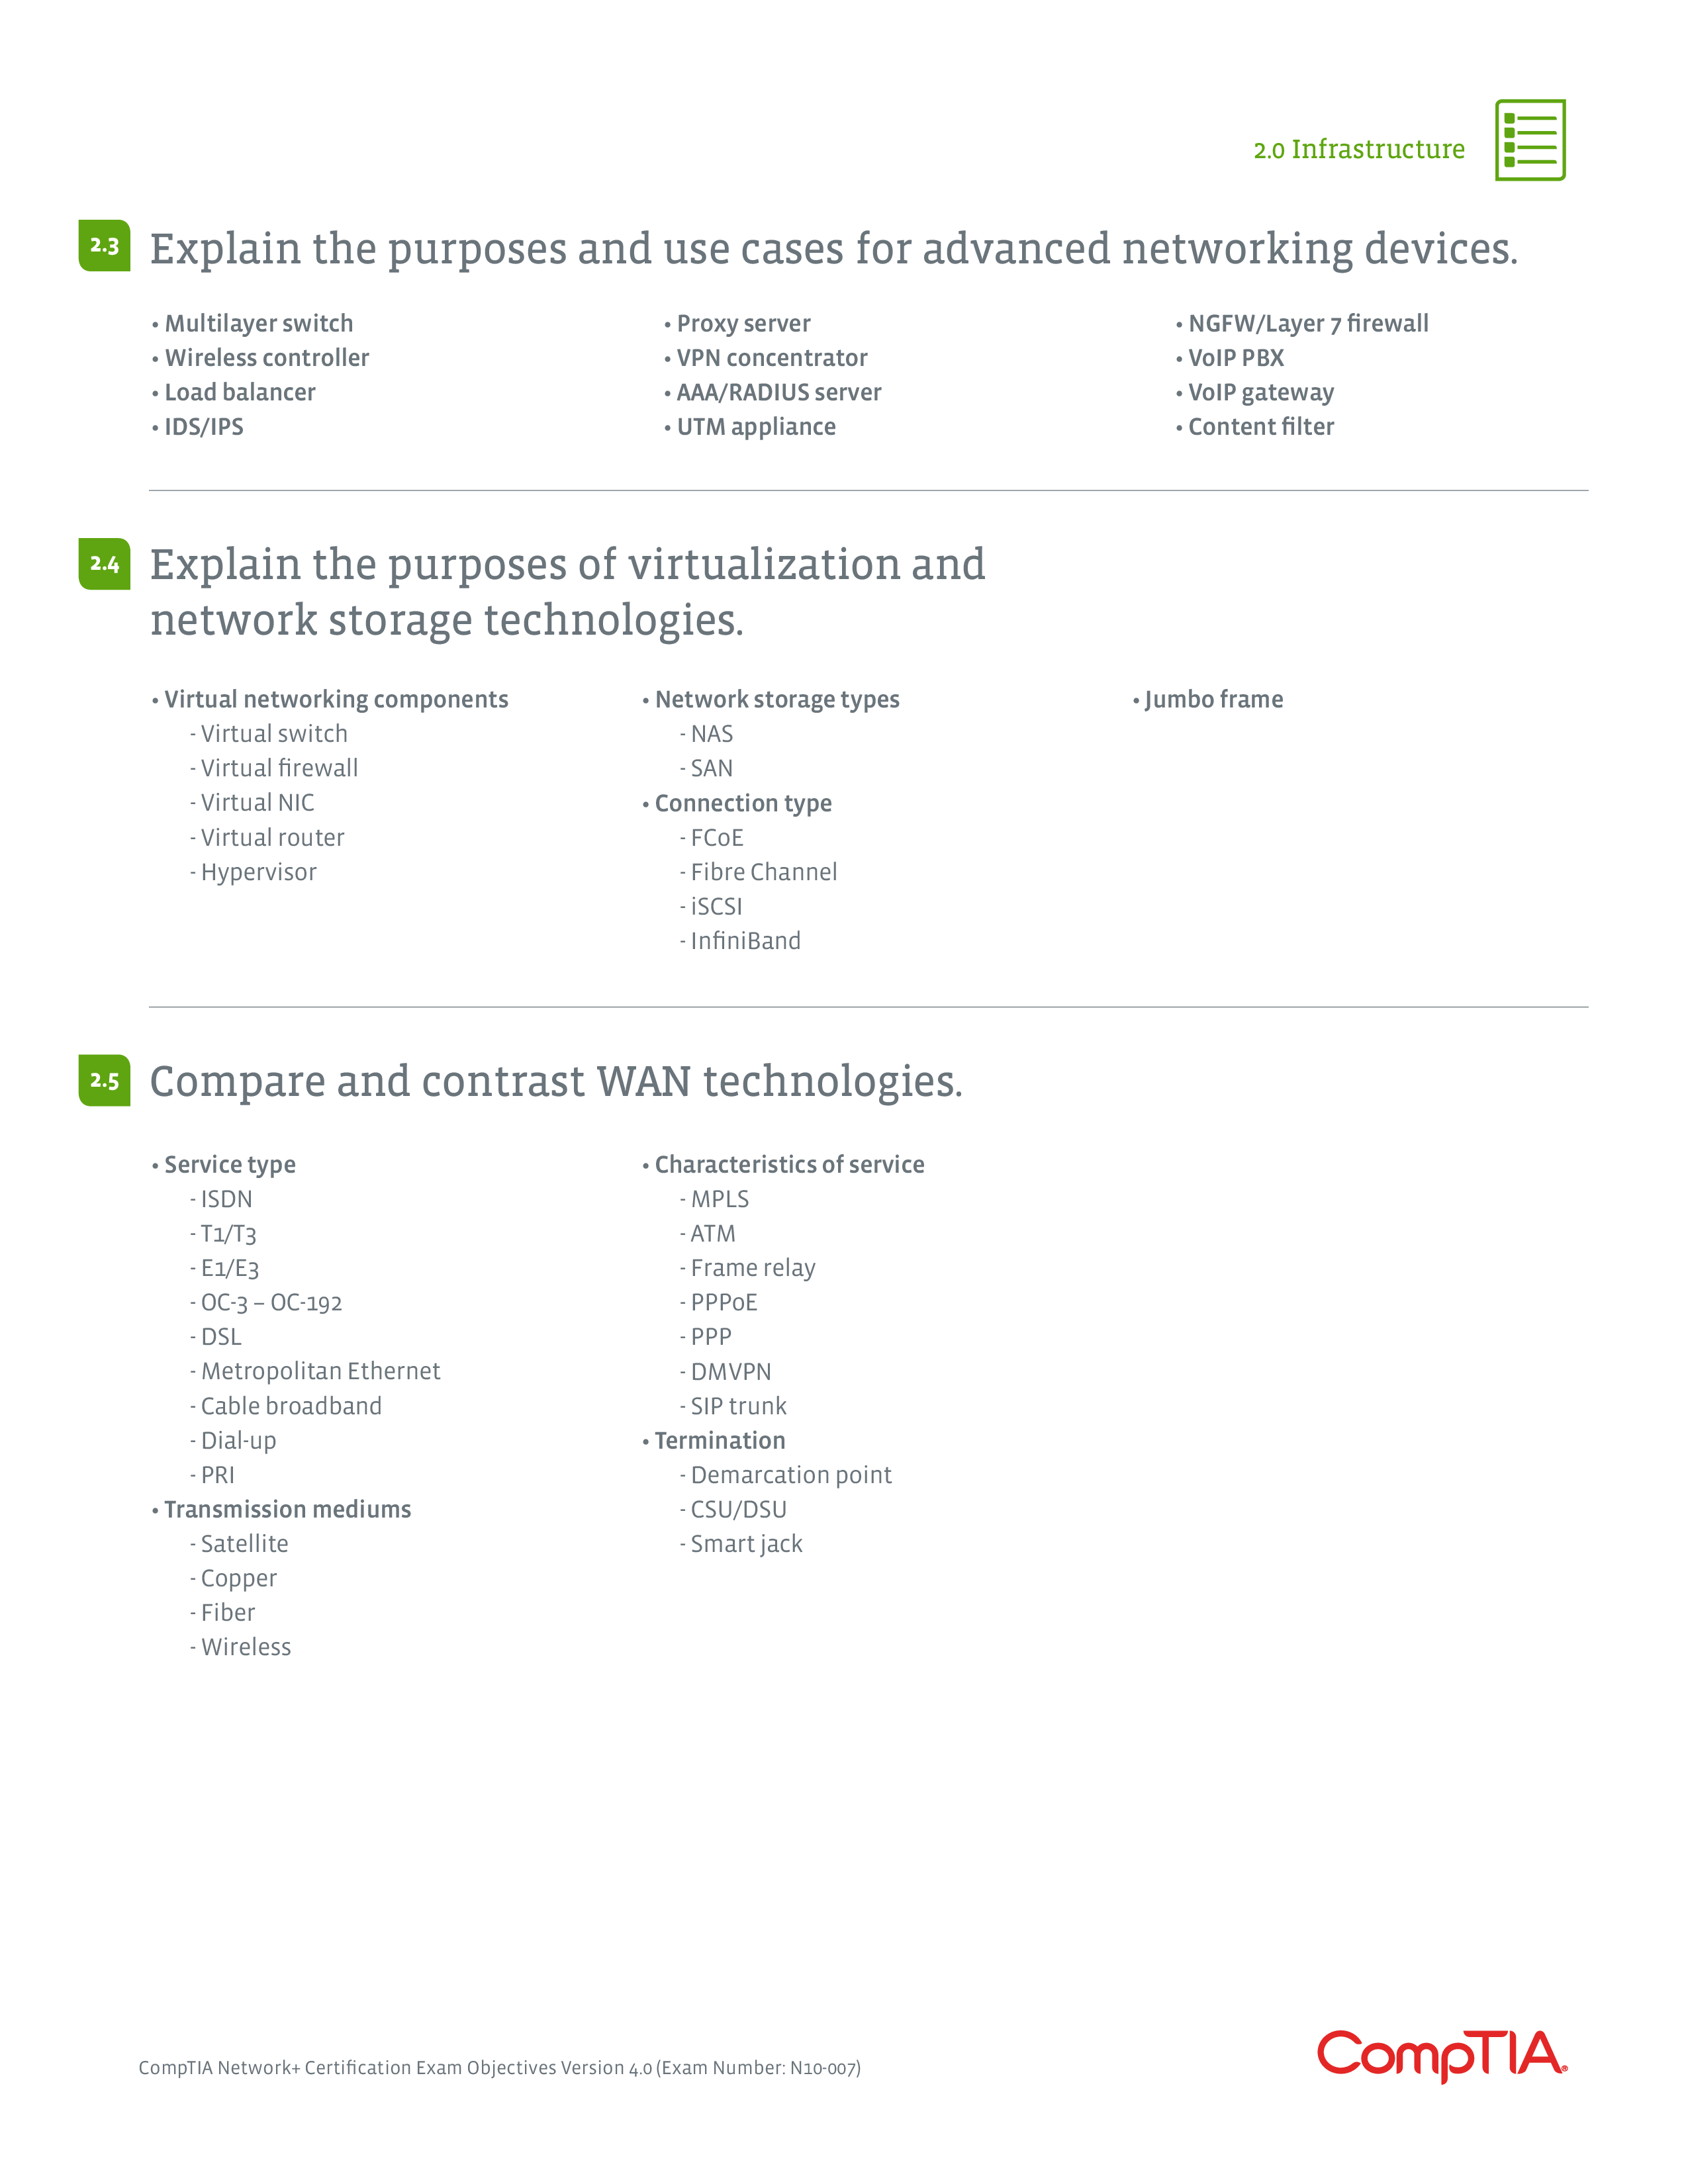 2.0 Infrastructure
2.3 Explain the purposes and use cases for advanced networking devices.
• Multilayer switch
• Wireless controller
• Load balancer
• IDS/IPS
• Proxy server
• VPN concentrator
• AAA/RADIUS server
• UTM appliance
• NGFW/Layer 7 firewall
• VoIP PBX
• VoIP gateway
• Content filter
2.4 Explain the purposes of virtualization and
network storage technologies.
• Virtual networking components
- Virtual switch
- Virtual firewall
- Virtual NIC
- Virtual router
- Hypervisor
• Network storage types
- NAS
- SAN
• Connection type
- FCoE
- Fibre Channel
- iSCSI
- InfiniBand
• Jumbo frame
2.5 Compare and contrast WAN technologies.
• Service type
- ISDN
- T1/T3
- E1/E3
- OC-3 – OC-192
- DSL
- Metropolitan Ethernet
- Cable broadband
- Dial-up
- PRI
• Transmission mediums
- Satellite
- Copper
- Fiber
- Wireless
• Characteristics of service
- MPLS
- ATM
- Frame relay
- PPPoE
- PPP
- DMVPN
- SIP trunk
• Termination
- Demarcation point
- CSU/DSU
- Smart jack
CompTIA Network+ Certification Exam Objectives Version 4.0 (Exam Number: N10-007)
CompTIA®